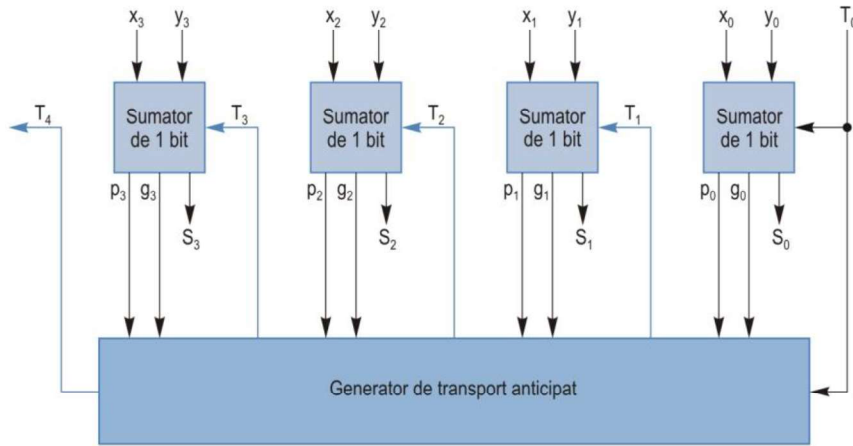 x₃ y₃ x₂ y₂ x₁ y₁ x₀ y₀ T₀
T₄ Sumator de 1 bit T₃ Sumator de 1 bit T₂ Sumator de 1 bit T₁ Sumator de 1 bit
p₃ g₃ p₂ g₂ p₁ g₁ p₀ g₀
S₃ S₂ S₁ S₀
Generator de transport anticipat